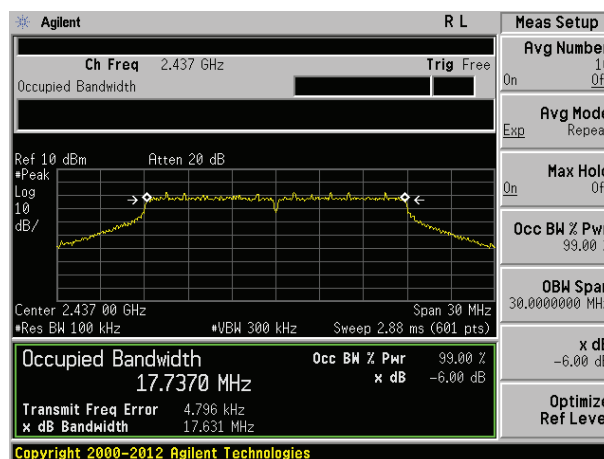 Agilent R L Meas Setup
Ch Freq 2.437 GHz Trig Free
Occupied Bandwidth
Avg Number
On
Avg Mode
Exp
Max Hold
On
Occ BW % Pwr
99.00
OBW Span
30.0000000
x dB
-6.00 dB
Optimize
Ref Level
Ref 10 dBm Atten 20 dB
#Peak
Log
10
dB/
Center 2.437 00 GHz Span 30 MHz
#Res BW 100 kHz #VBW 300 kHz Sweep 2.88 ms (601 pts)
Occupied Bandwidth Occ BW % Pwr 99.00 %
17.7370 MHz x dB -6.00 dB
Transmit Freq Error 4.796 kHz
x dB Bandwidth 17.631 MHz
Copyright 2000-2012 Agilent Technologies